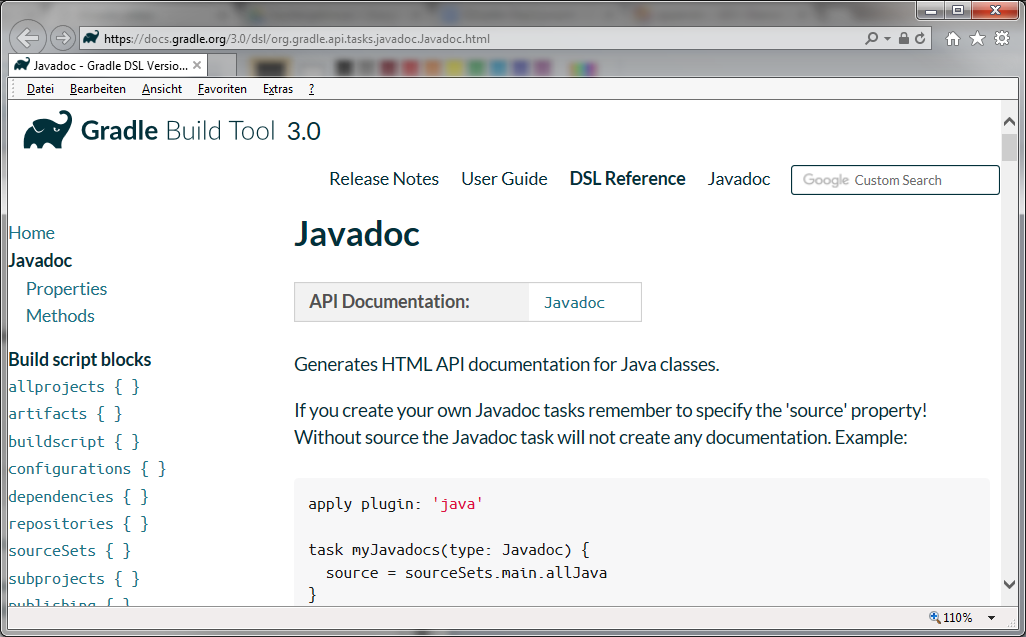 https://docs.gradle.org/3.0/dsl/org.gradle.api.tasks.javadoc.Javadoc.html
Javadoc - Gradle DSL Versio...
Datei Bearbeiten Ansicht Favoriten Extras ?
Gradle Build Tool 3.0
Release Notes User Guide DSL Reference Javadoc Google Custom Search
Home
Javadoc
Properties
Methods
Build script blocks
allprojects { }
artifacts { }
buildscript { }
configurations { }
dependencies { }
repositories { }
sourceSets { }
subprojects { }
publishing { }
Javadoc
API Documentation: Javadoc
Generates HTML API documentation for Java classes.
If you create your own Javadoc tasks remember to specify the 'source' property!
Without source the Javadoc task will not create any documentation. Example:
apply plugin: 'java'
task myJavadocs(type: Javadoc) {
  source = sourceSets.main.allJava
}
110%